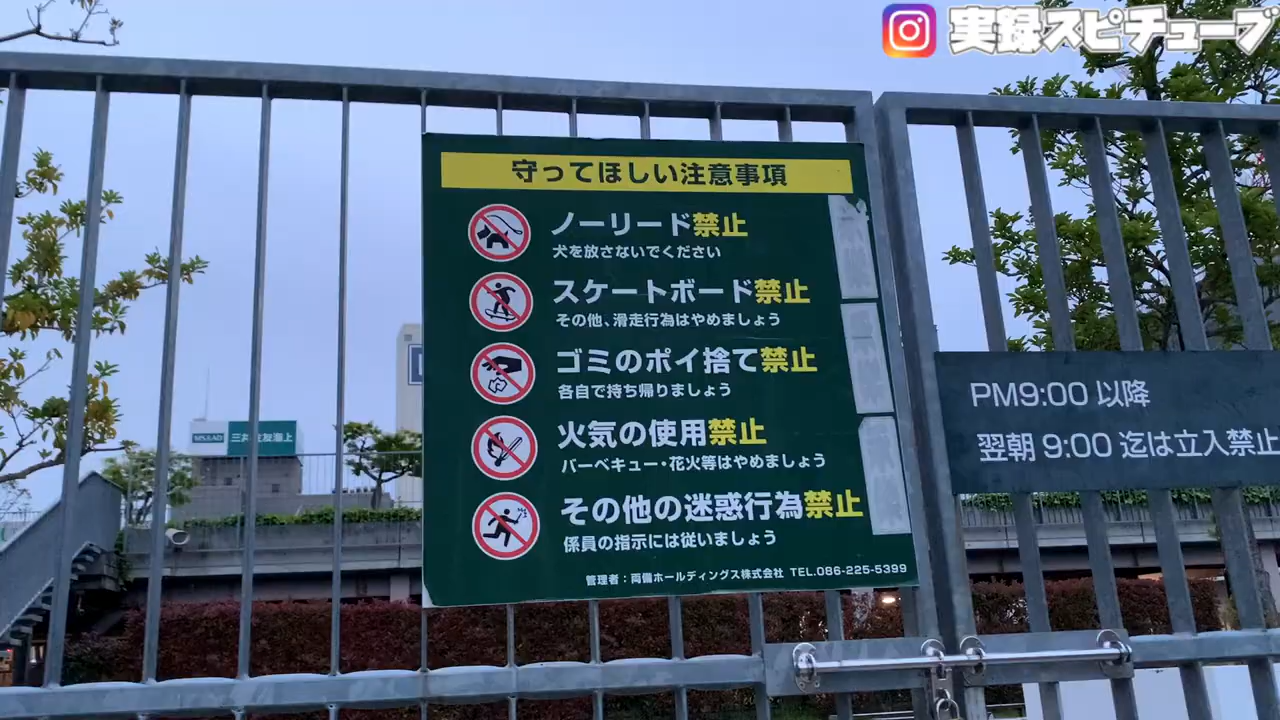 実録スピチューブ
守ってほしい注意事項
ノーリード禁止
犬を放さないでください
スケートボード禁止
その他、滑走行為はやめましょう
ゴミのポイ捨て禁止
各自で持ち帰りましょう
火気の使用禁止
バーベキュー・花火等はやめましょう
その他の迷惑行為禁止
係員の指示には従いましょう
管理者：両備ホールディングス株式会社 TEL.086-225-5399
PM9:00 以降
翌朝 9:00 迄は立入禁止
MS&AD 三井住友海上